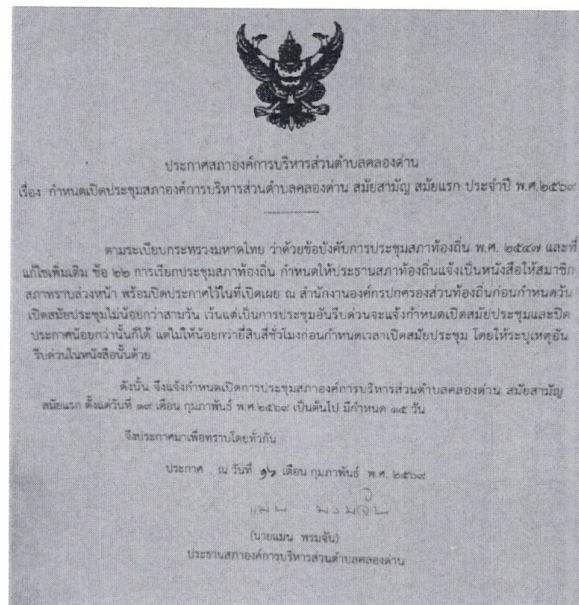 ประกาศสภาองค์การบริหารส่วนตำบลคลองด่าน
เรื่อง กำหนดเปิดประชุมสภาองค์การบริหารส่วนตำบลคลองด่าน สมัยสามัญ สมัยแรก ประจำปี พ.ศ.๒๕๖๙
ตามระเบียบกระทรวงมหาดไทย ว่าด้วยข้อบังคับการประชุมสภาท้องถิ่น พ.ศ. ๒๕๔๗ และที่
แก้ไขเพิ่มเติม ข้อ ๒๒ การเรียกประชุมสภาท้องถิ่น กำหนดให้ประธานสภาท้องถิ่นแจ้งเป็นหนังสือให้สมาชิก
สภาทราบล่วงหน้า พร้อมปิดประกาศไว้ในที่เปิดเผย ณ สำนักงานองค์กรปกครองส่วนท้องถิ่นก่อนกำหนดวัน
เปิดสมัยประชุมไม่น้อยกว่าสามวัน เว้นแต่เป็นการประชุมอันรีบด่วนจะแจ้งกำหนดเปิดสมัยประชุมและปิด
ประกาศน้อยกว่านั้นก็ได้ แต่ไม่ให้น้อยกว่ายี่สิบสี่ชั่วโมงก่อนกำหนดเวลาเปิดสมัยประชุม โดยให้ระบุเหตุอัน
รีบด่วนในหนังสือนั้นด้วย
ดังนั้น จึงแจ้งกำหนดเปิดการประชุมสภาองค์การบริหารส่วนตำบลคลองด่าน สมัยสามัญ
สมัยแรก ตั้งแต่วันที่ ๑๙ เดือน กุมภาพันธ์ พ.ศ.๒๕๖๙ เป็นต้นไป มีกำหนด ๑๕ วัน
จึงประกาศมาเพื่อทราบโดยทั่วกัน
ประกาศ ณ วันที่ ๑๖ เดือน กุมภาพันธ์ พ.ศ. ๒๕๖๙
แมน พรมจัน
(นายแมน พรมจัน)
ประธานสภาองค์การบริหารส่วนตำบลคลองด่าน